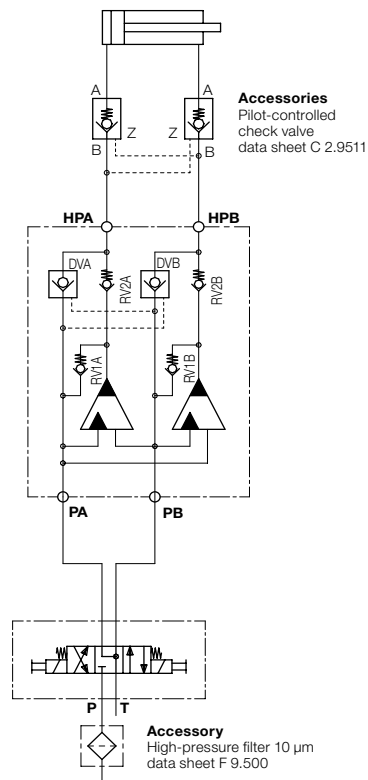 A
A
Accessories
Pilot-controlled
check valve
data sheet C 2.9511
Z
Z
B
B
HPA
HPB
DVA
DVB
RV2A
RV2B
RV1A
RV1B
PA
PB
P
T
Accessory
High-pressure filter 10 µm
data sheet F 9.500